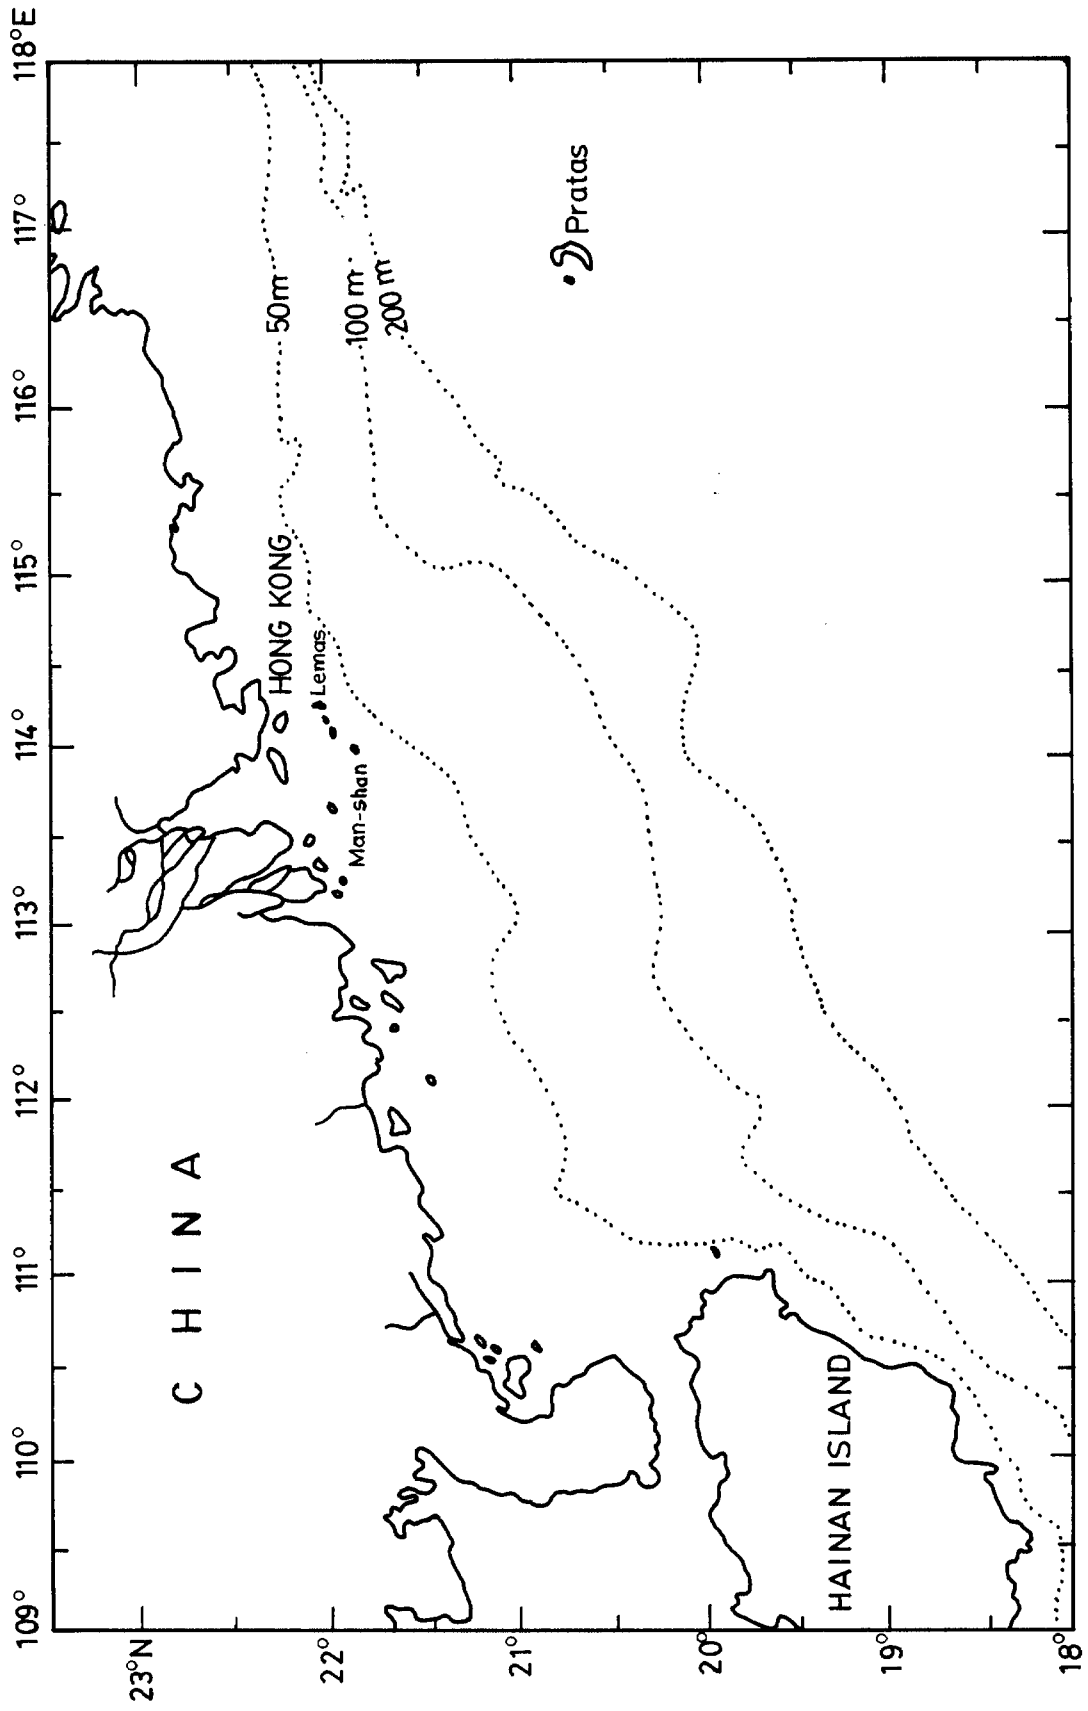 109° 110° 111° 112° 113° 114° 115° 116° 117° 118°E
23°N
22°
21°
20°
19°
18°
C H I N A
HONG KONG
Lemas
Man-shan
50m
100 m
200 m
Pratas
HAINAN ISLAND